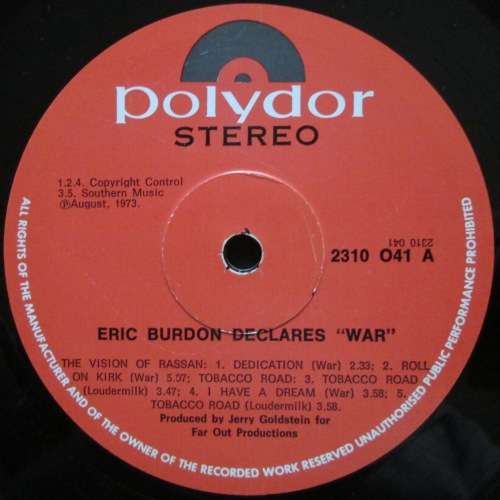 polydor
STEREO
1.2.4. Copyright Control
3.5. Southern Music
Ⓟ August, 1973.
2310 041
2310 O41 A
ERIC BURDON DECLARES “WAR”
THE VISION OF RASSAN: 1. DEDICATION (War) 2.33; 2. ROLL
ON KIRK (War) 5.07; TOBACCO ROAD: 3. TOBACCO ROAD
(Loudermilk) 3.47; 4. I HAVE A DREAM (War) 3.58; 5.
TOBACCO ROAD (Loudermilk) 3.58.
Produced by Jerry Goldstein for
Far Out Productions
ALL RIGHTS OF THE MANUFACTURER AND OF THE OWNER OF THE RECORDED WORK RESERVED UNAUTHORISED PUBLIC PERFORMANCE PROHIBITED